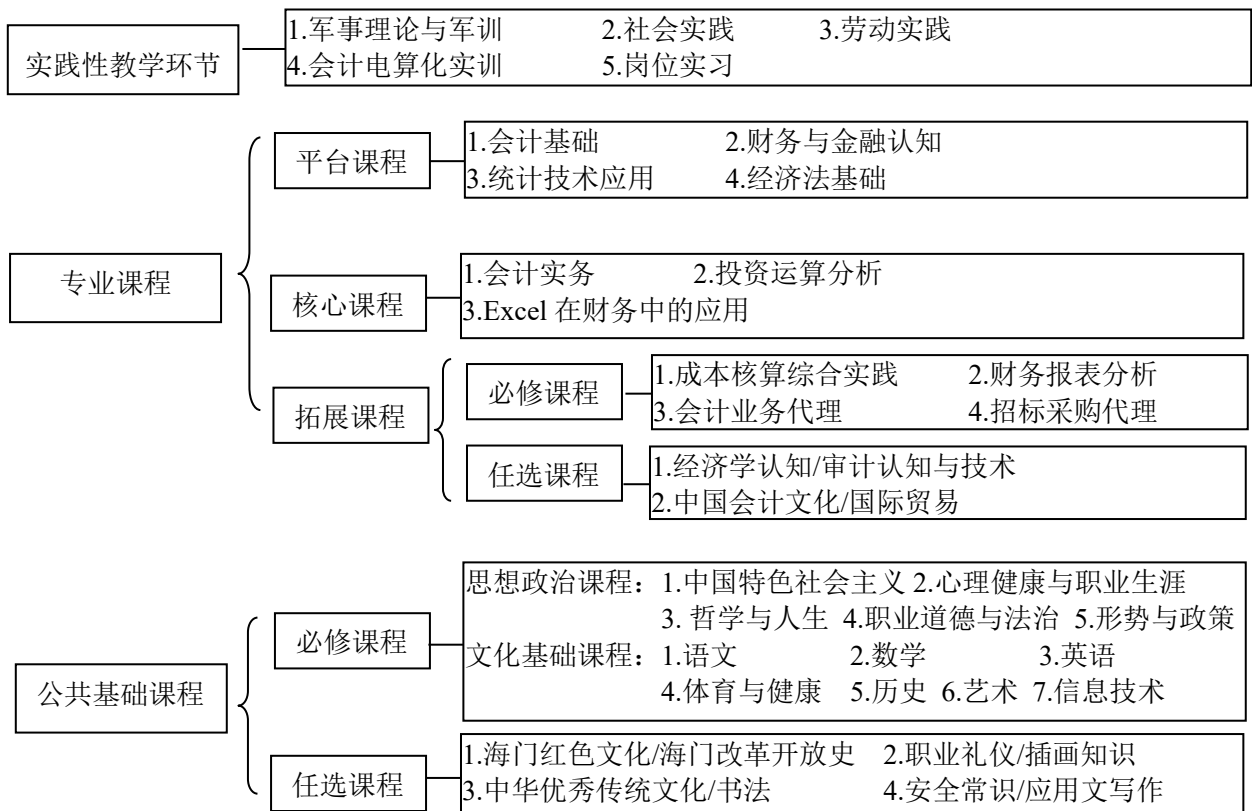 实践性教学环节
1.军事理论与军训 2.社会实践 3.劳动实践
4.会计电算化实训 5.岗位实习
专业课程
平台课程
1.会计基础 2.财务与金融认知
3.统计技术应用 4.经济法基础
核心课程
1.会计实务 2.投资运算分析
3.Excel 在财务中的应用
拓展课程
必修课程
1.成本核算综合实践 2.财务报表分析
3.会计业务代理 4.招标采购代理
任选课程
1.经济学认知/审计认知与技术
2.中国会计文化/国际贸易
公共基础课程
必修课程
思想政治课程：1.中国特色社会主义 2.心理健康与职业生涯
3. 哲学与人生 4.职业道德与法治 5.形势与政策
文化基础课程：1.语文 2.数学 3.英语
4.体育与健康 5.历史 6.艺术 7.信息技术
任选课程
1.海门红色文化/海门改革开放史 2.职业礼仪/插画知识
3.中华优秀传统文化/书法 4.安全常识/应用文写作